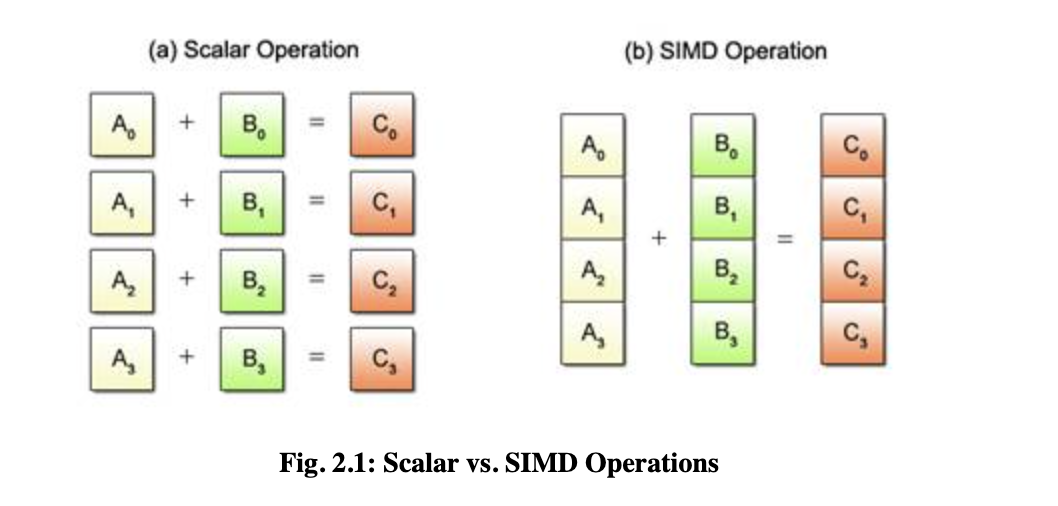 (a) Scalar Operation
A₀ + B₀ = C₀
A₁ + B₁ = C₁
A₂ + B₂ = C₂
A₃ + B₃ = C₃
(b) SIMD Operation
A₀ B₀ C₀
A₁ B₁ C₁
+ =
A₂ B₂ C₂
A₃ B₃ C₃
Fig. 2.1: Scalar vs. SIMD Operations